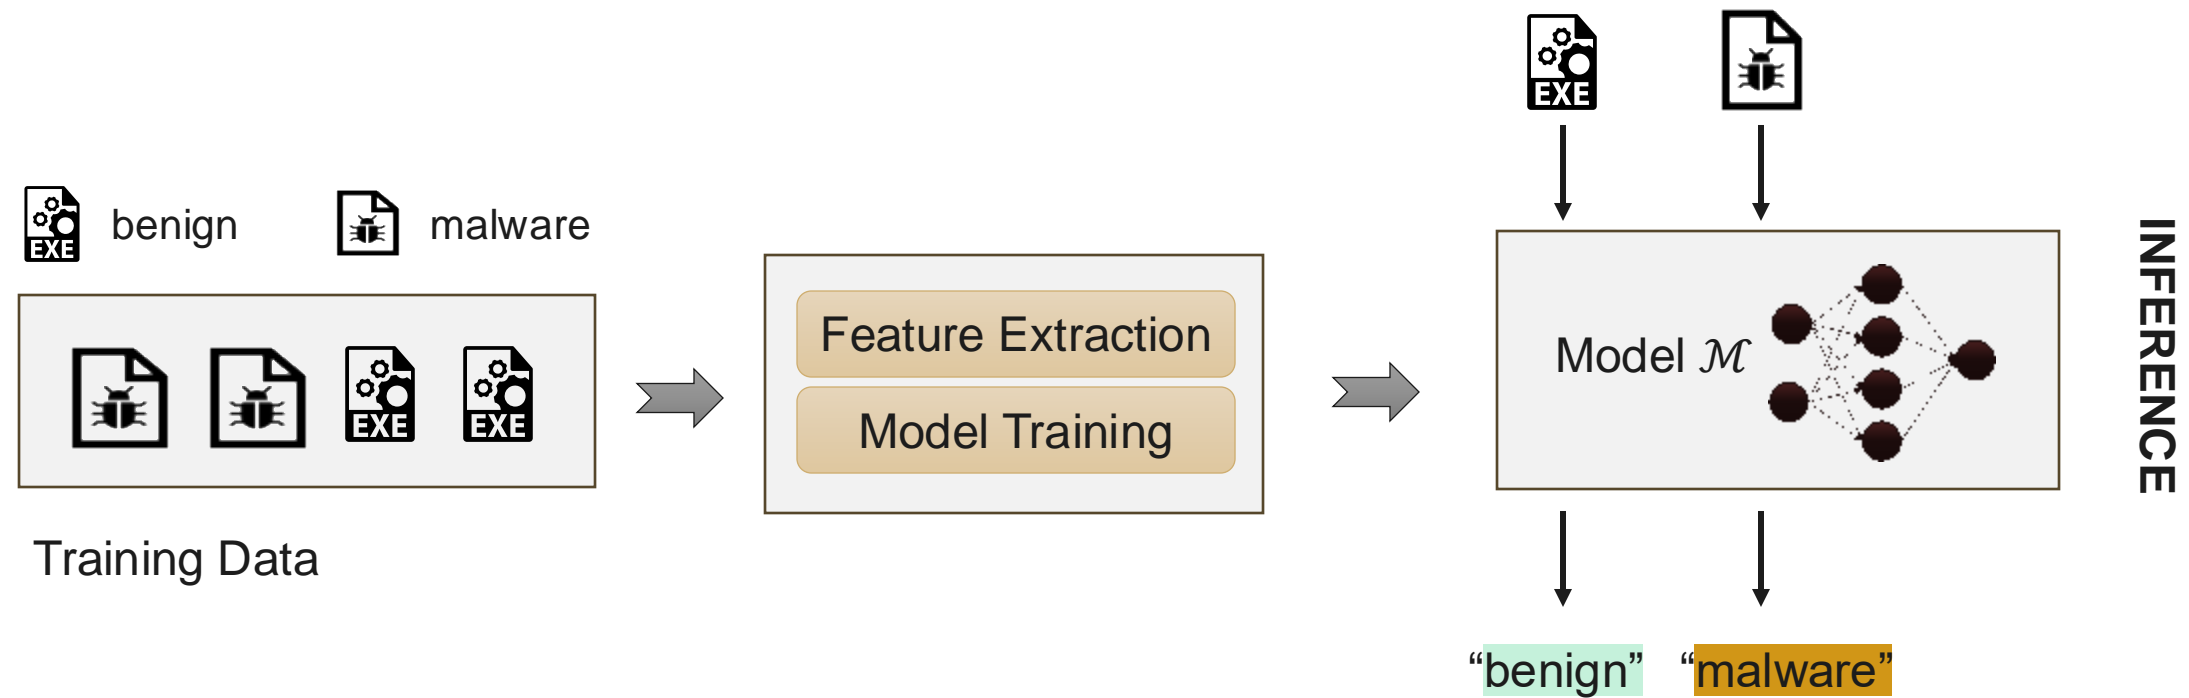 EXE
EXE benign malware
EXE EXE
Training Data
Feature Extraction
Model Training
Model ℳ
INFERENCE
“benign” “malware”